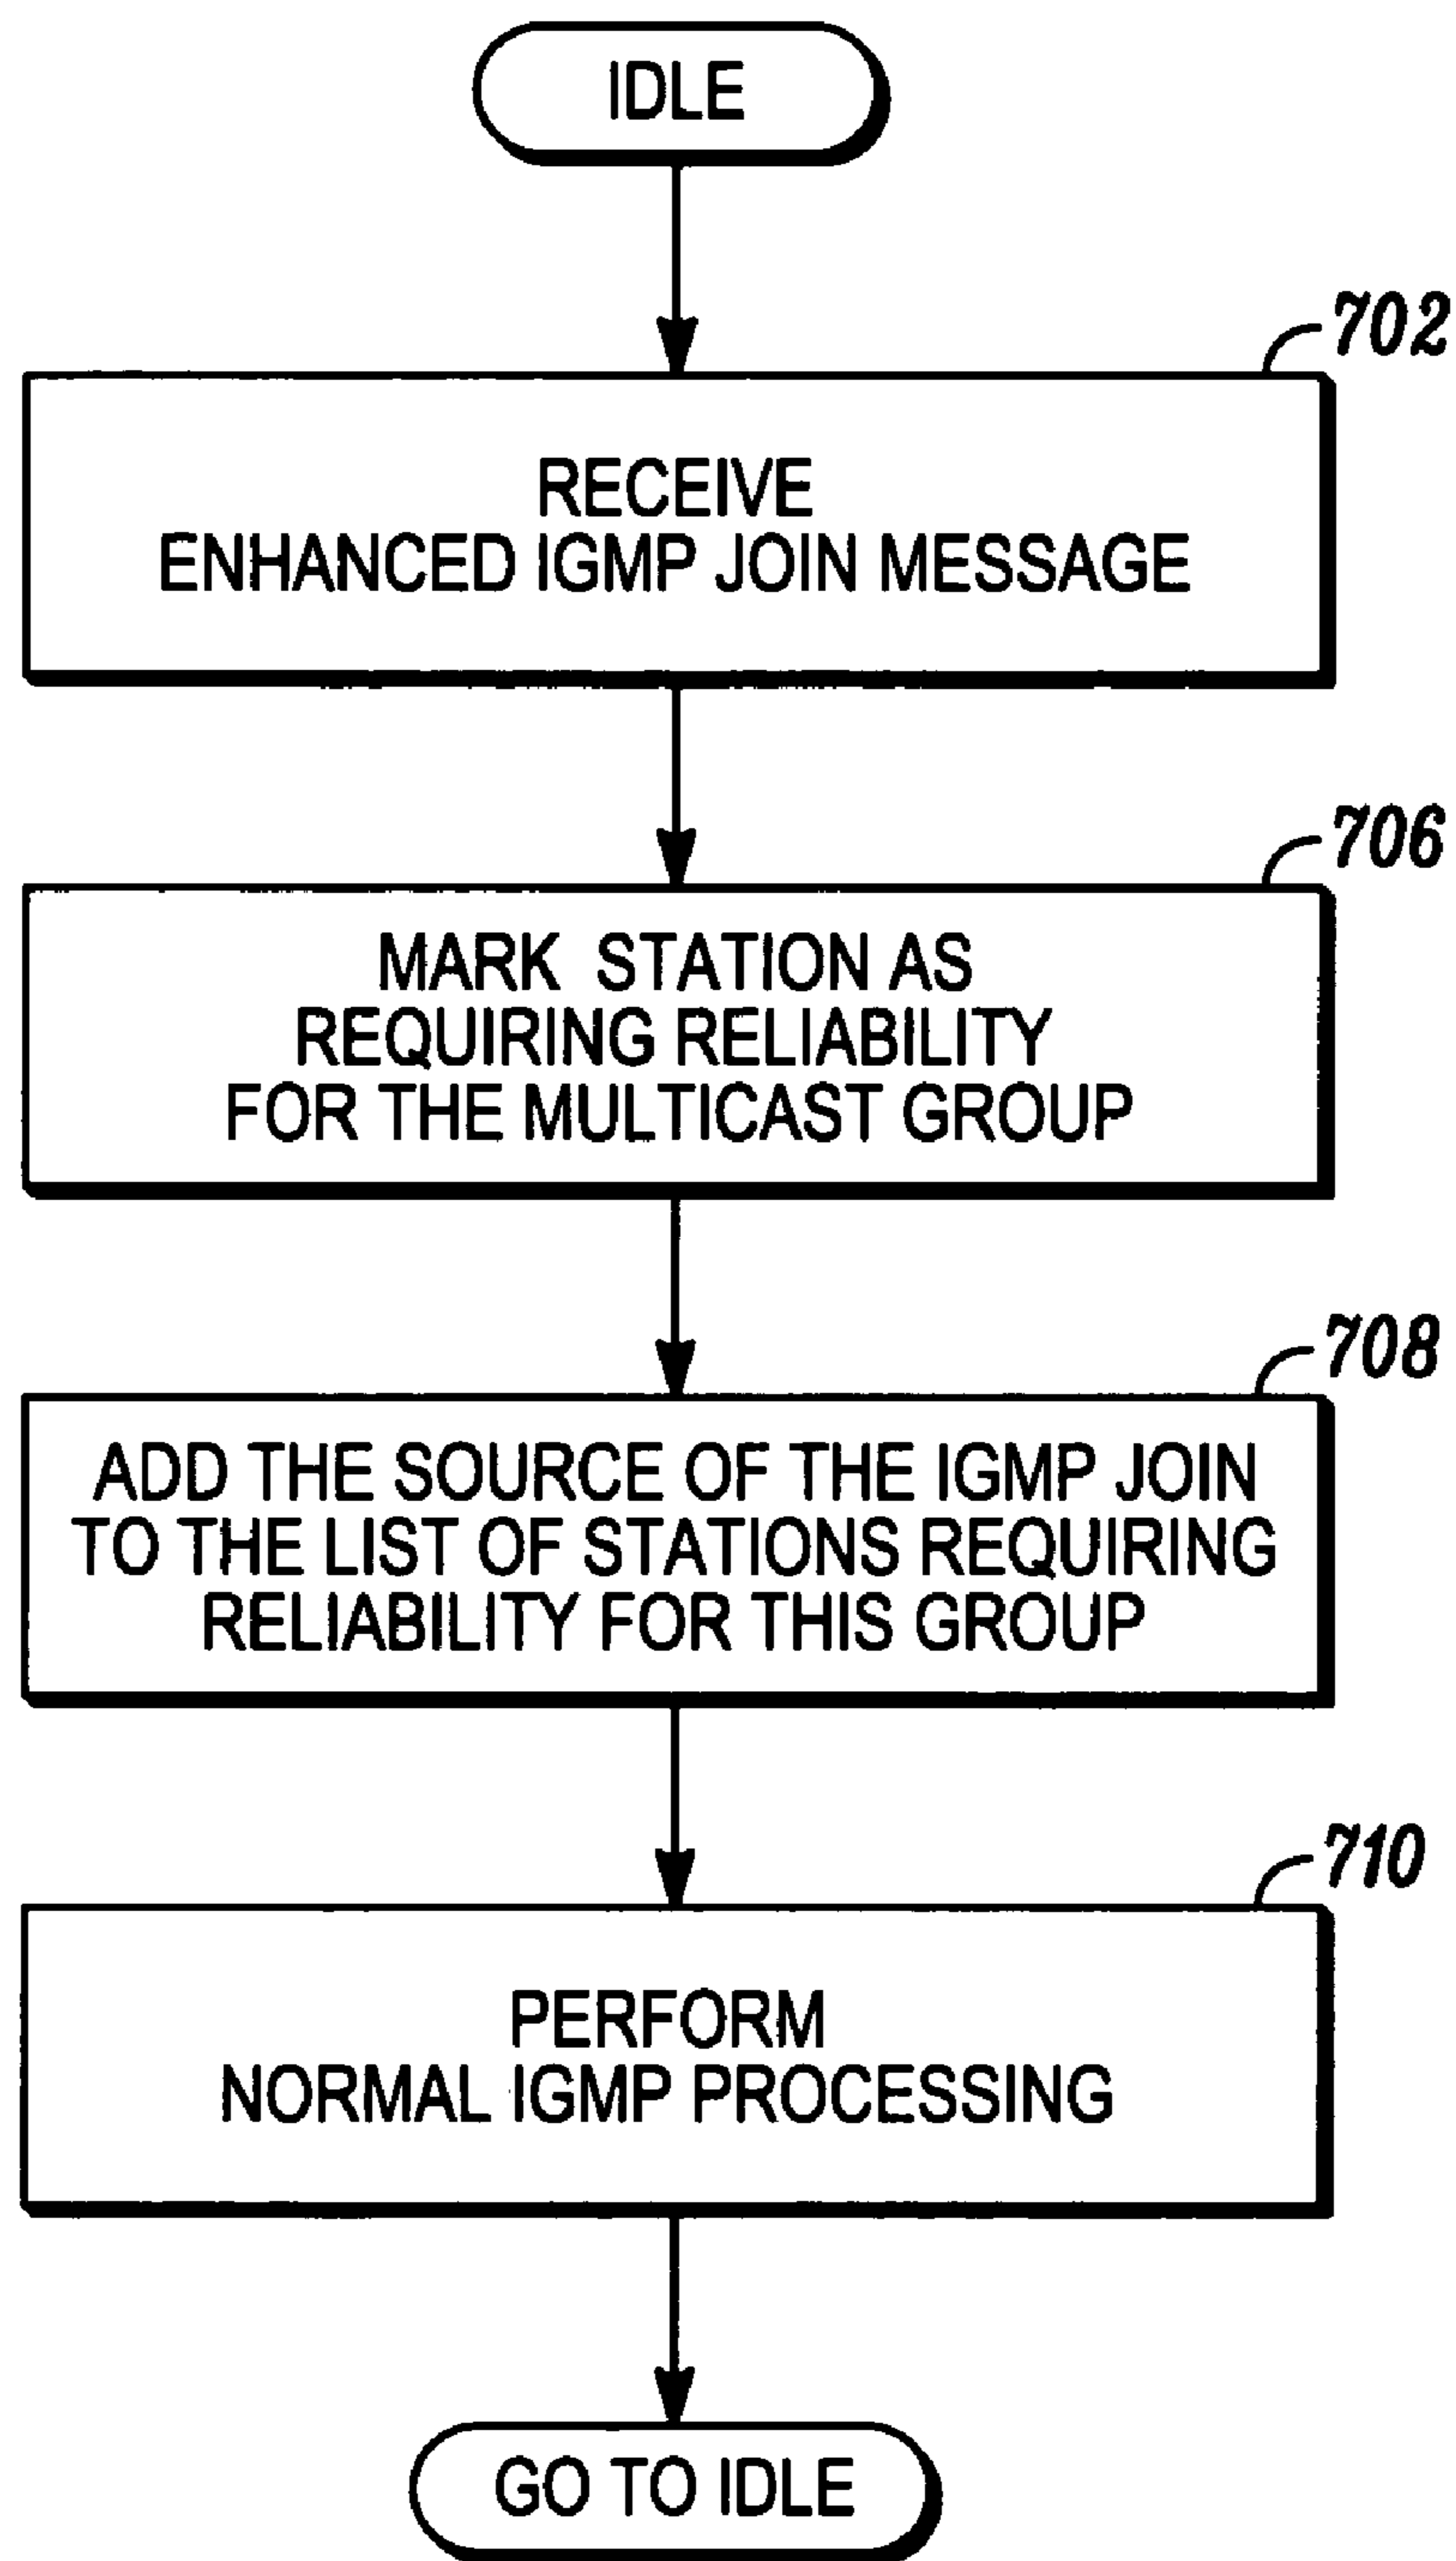 IDLE
702
RECEIVE
ENHANCED IGMP JOIN MESSAGE
706
MARK STATION AS
REQUIRING RELIABILITY
FOR THE MULTICAST GROUP
708
ADD THE SOURCE OF THE IGMP JOIN
TO THE LIST OF STATIONS REQUIRING
RELIABILITY FOR THIS GROUP
710
PERFORM
NORMAL IGMP PROCESSING
GO TO IDLE